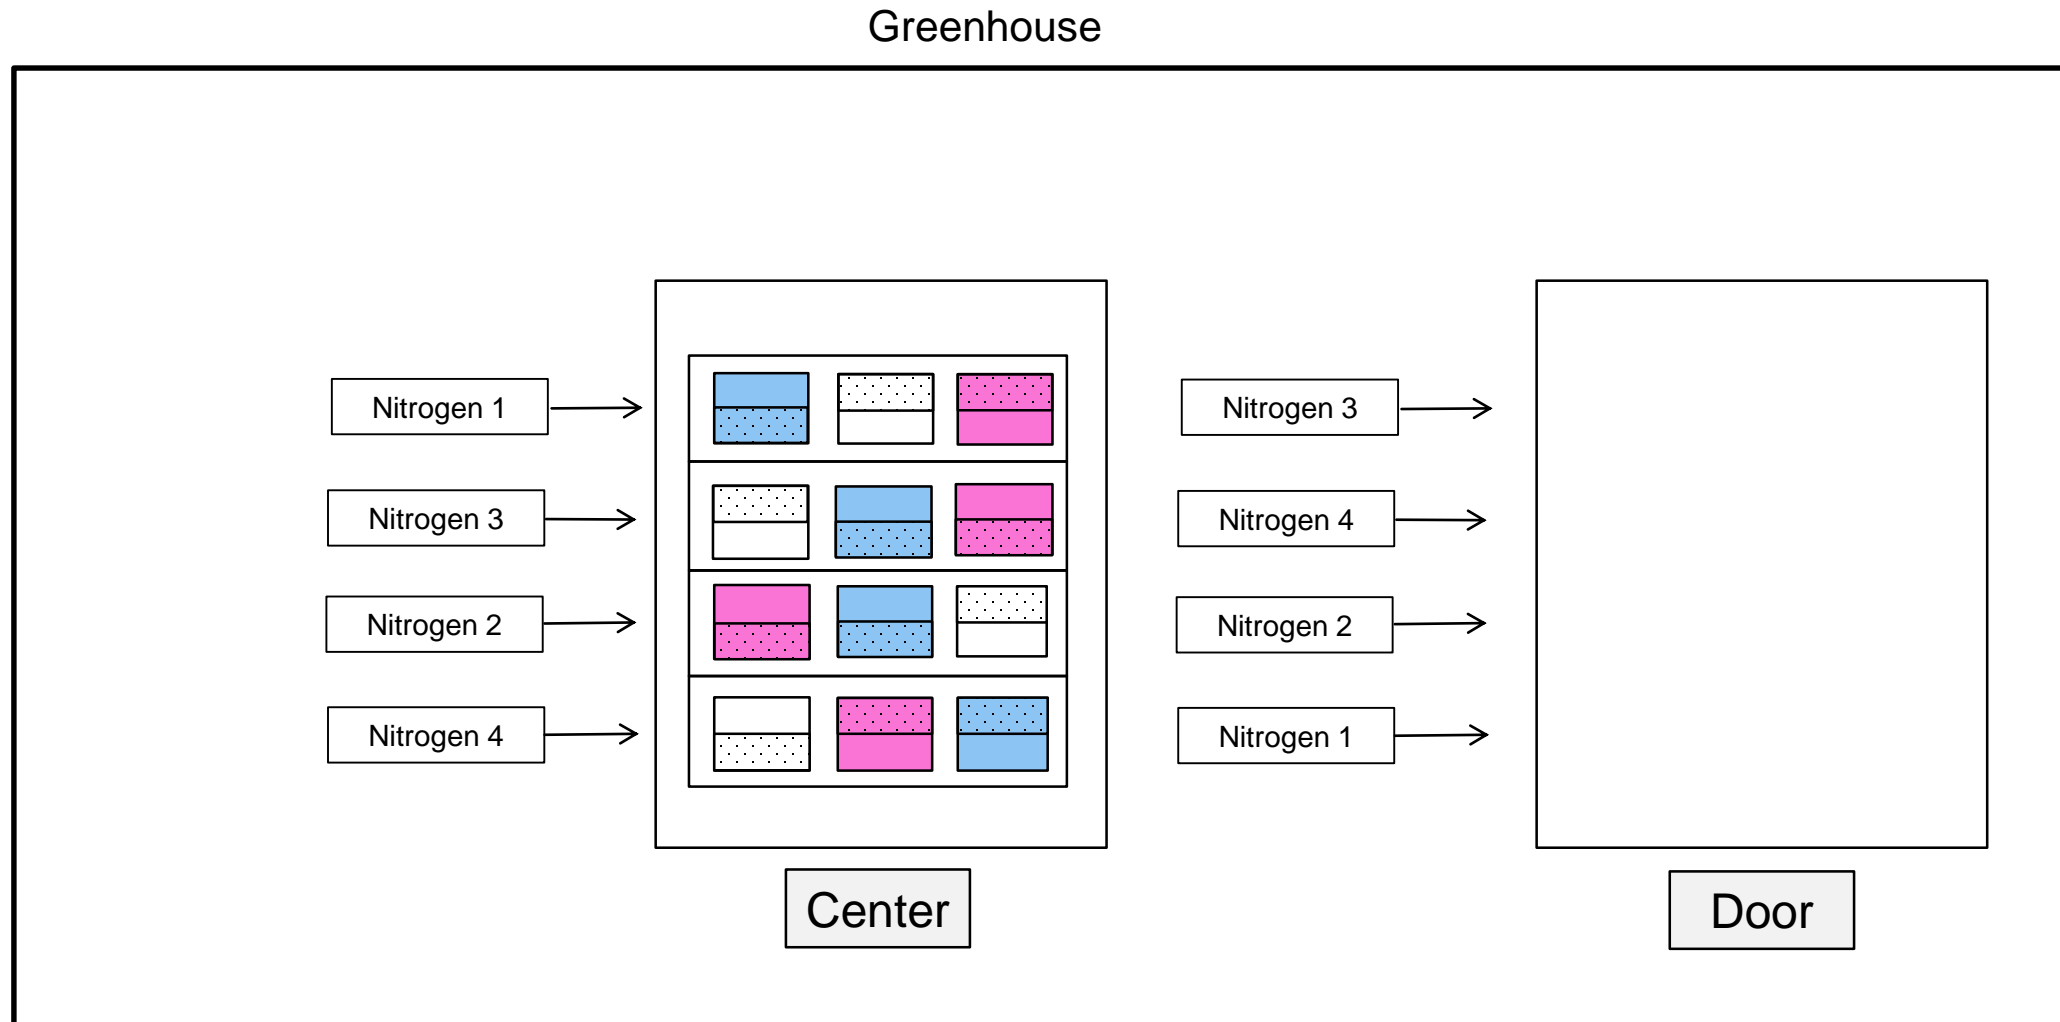 Greenhouse
Nitrogen 1
Nitrogen 3
Nitrogen 2
Nitrogen 4
Center
Nitrogen 3
Nitrogen 4
Nitrogen 2
Nitrogen 1
Door